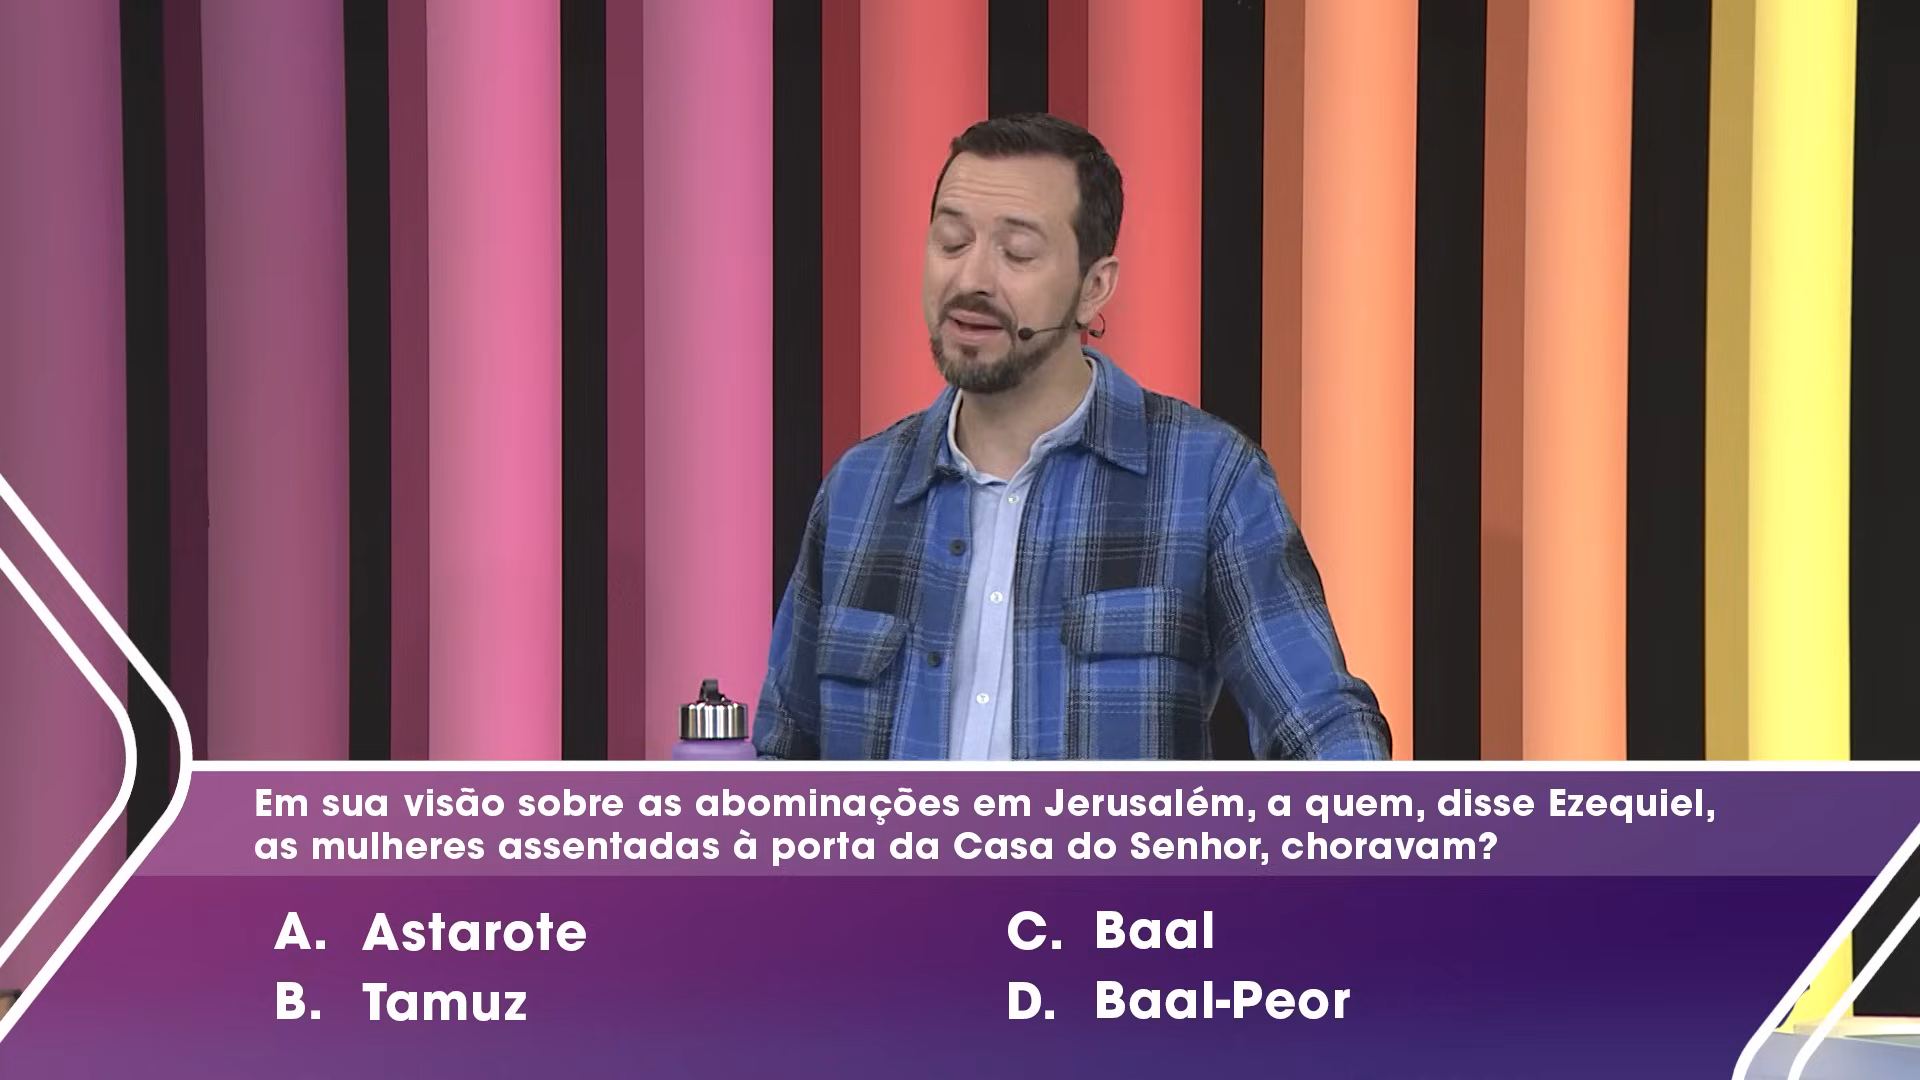 Em sua visão sobre as abominações em Jerusalém, a quem, disse Ezequiel,
as mulheres assentadas à porta da Casa do Senhor, choravam?
A. Astarote
B. Tamuz
C. Baal
D. Baal-Peor